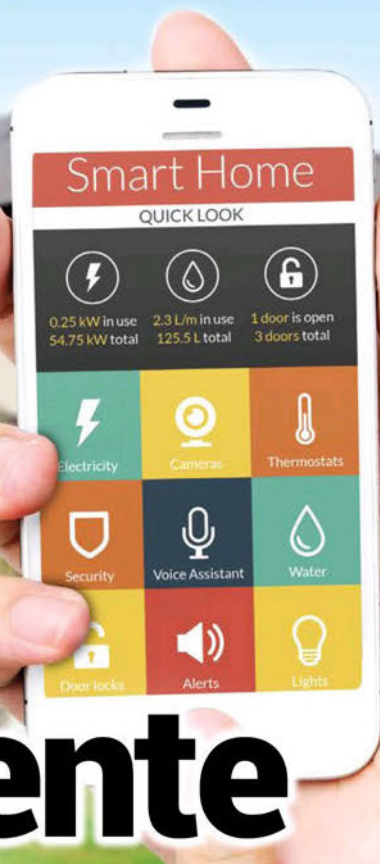 Smart Home
QUICK LOOK
0.25 kW in use 2.3 L/m in use 1 door is open
54.75 kW total 125.5 L total 3 doors total
Electricity Cameras Thermostats
Security Voice Assistant Water
Door locks Alerts Lights
ente